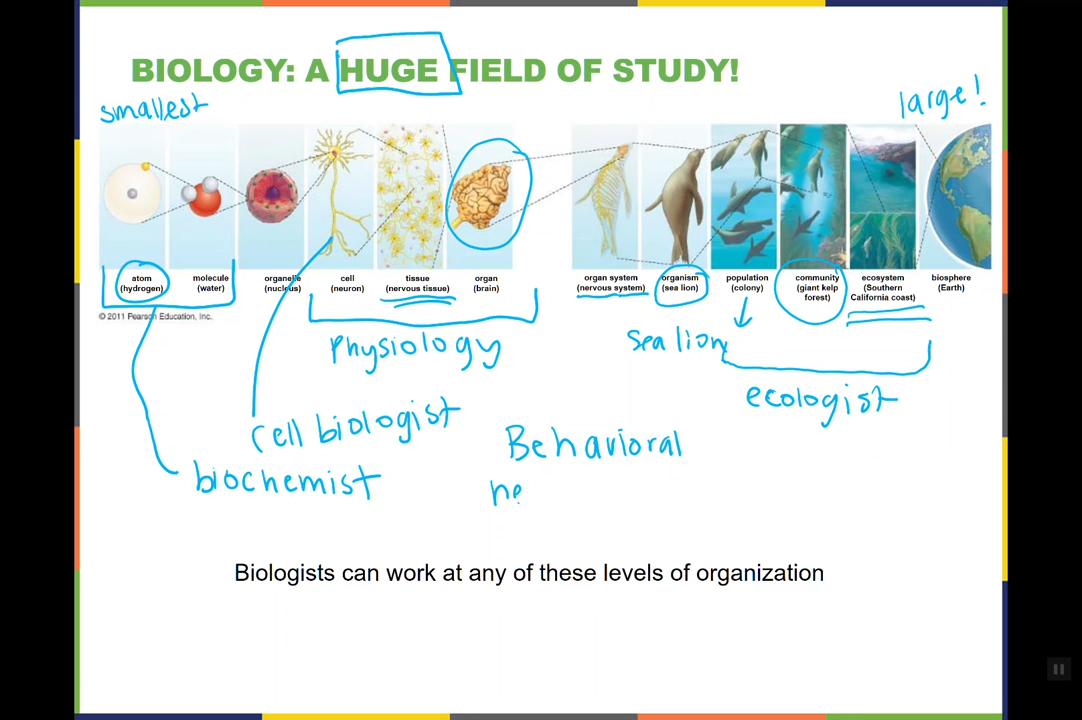 BIOLOGY: A HUGE FIELD OF STUDY!
smallest
large!
atom
(hydrogen)
molecule
(water)
organelle
(nucleus)
cell
(neuron)
tissue
(nervous tissue)
organ
(brain)
organ system
(nervous system)
organism
(sea lion)
population
(colony)
community
(giant kelp
forest)
ecosystem
(Southern
California coast)
biosphere
(Earth)
© 2011 Pearson Education, Inc.
Physiology
sea lion
ecologist
cell biologist
Behavioral
biochemist
ne
Biologists can work at any of these levels of organization